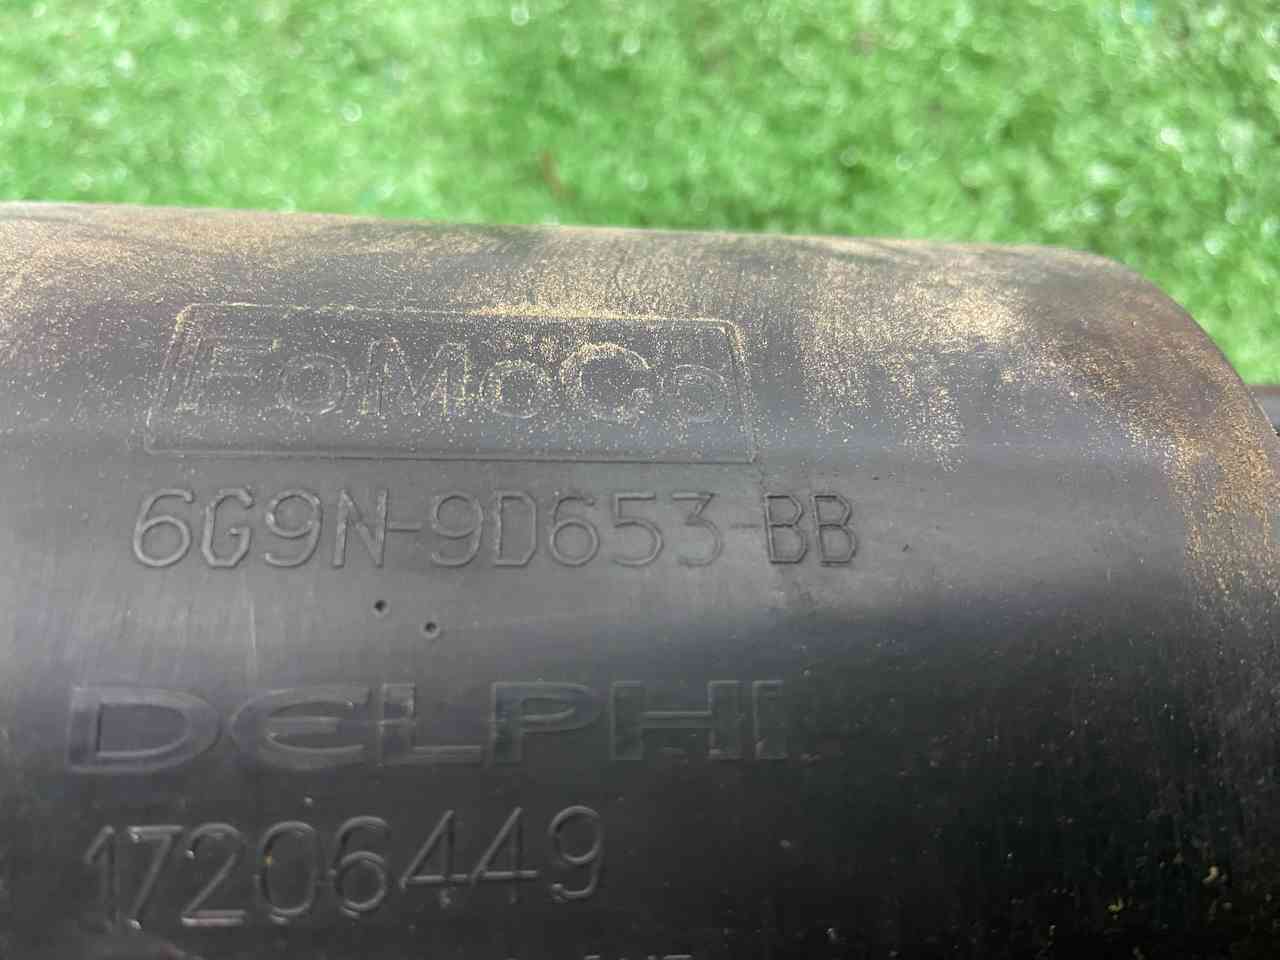 FoMoCo
6G9N-9D653-BB
DELPHI
17206449